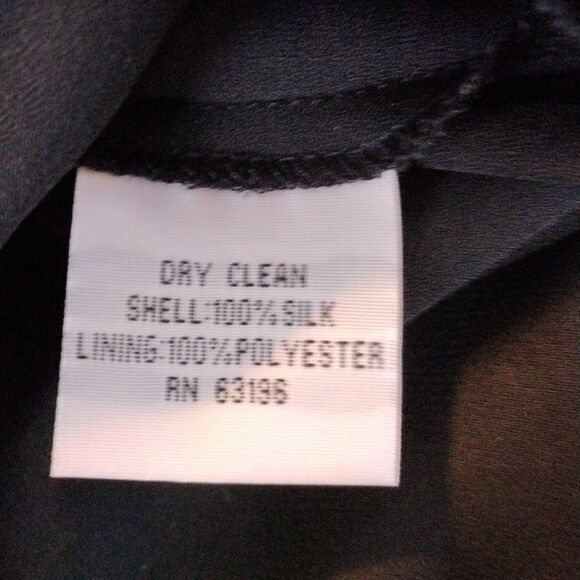 DRY CLEAN
SHELL:100%SILK
LINING:100%POLYESTER
RN 63196